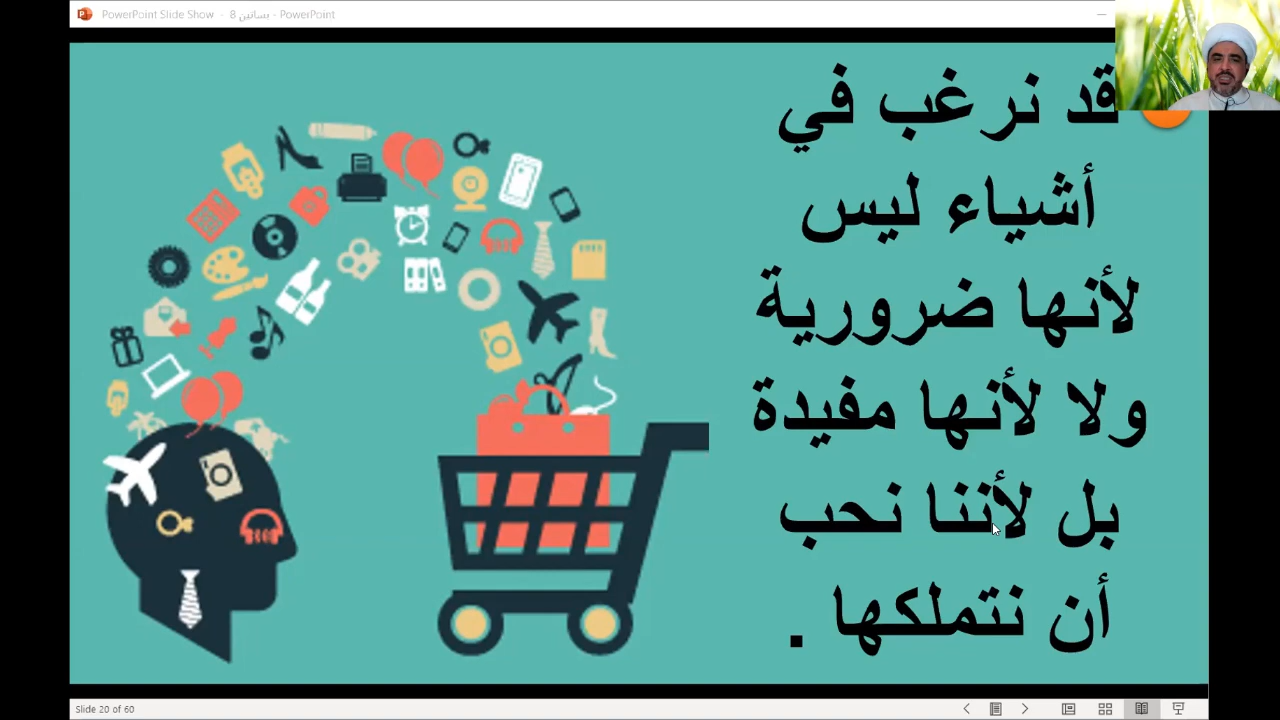 PowerPoint Slide Show - بساتين 8 - PowerPoint
قد نرغب في
أشياء ليس
لأنها ضرورية
ولا لأنها مفيدة
بل لأننا نحب
أن نتملكها .
Slide 20 of 60